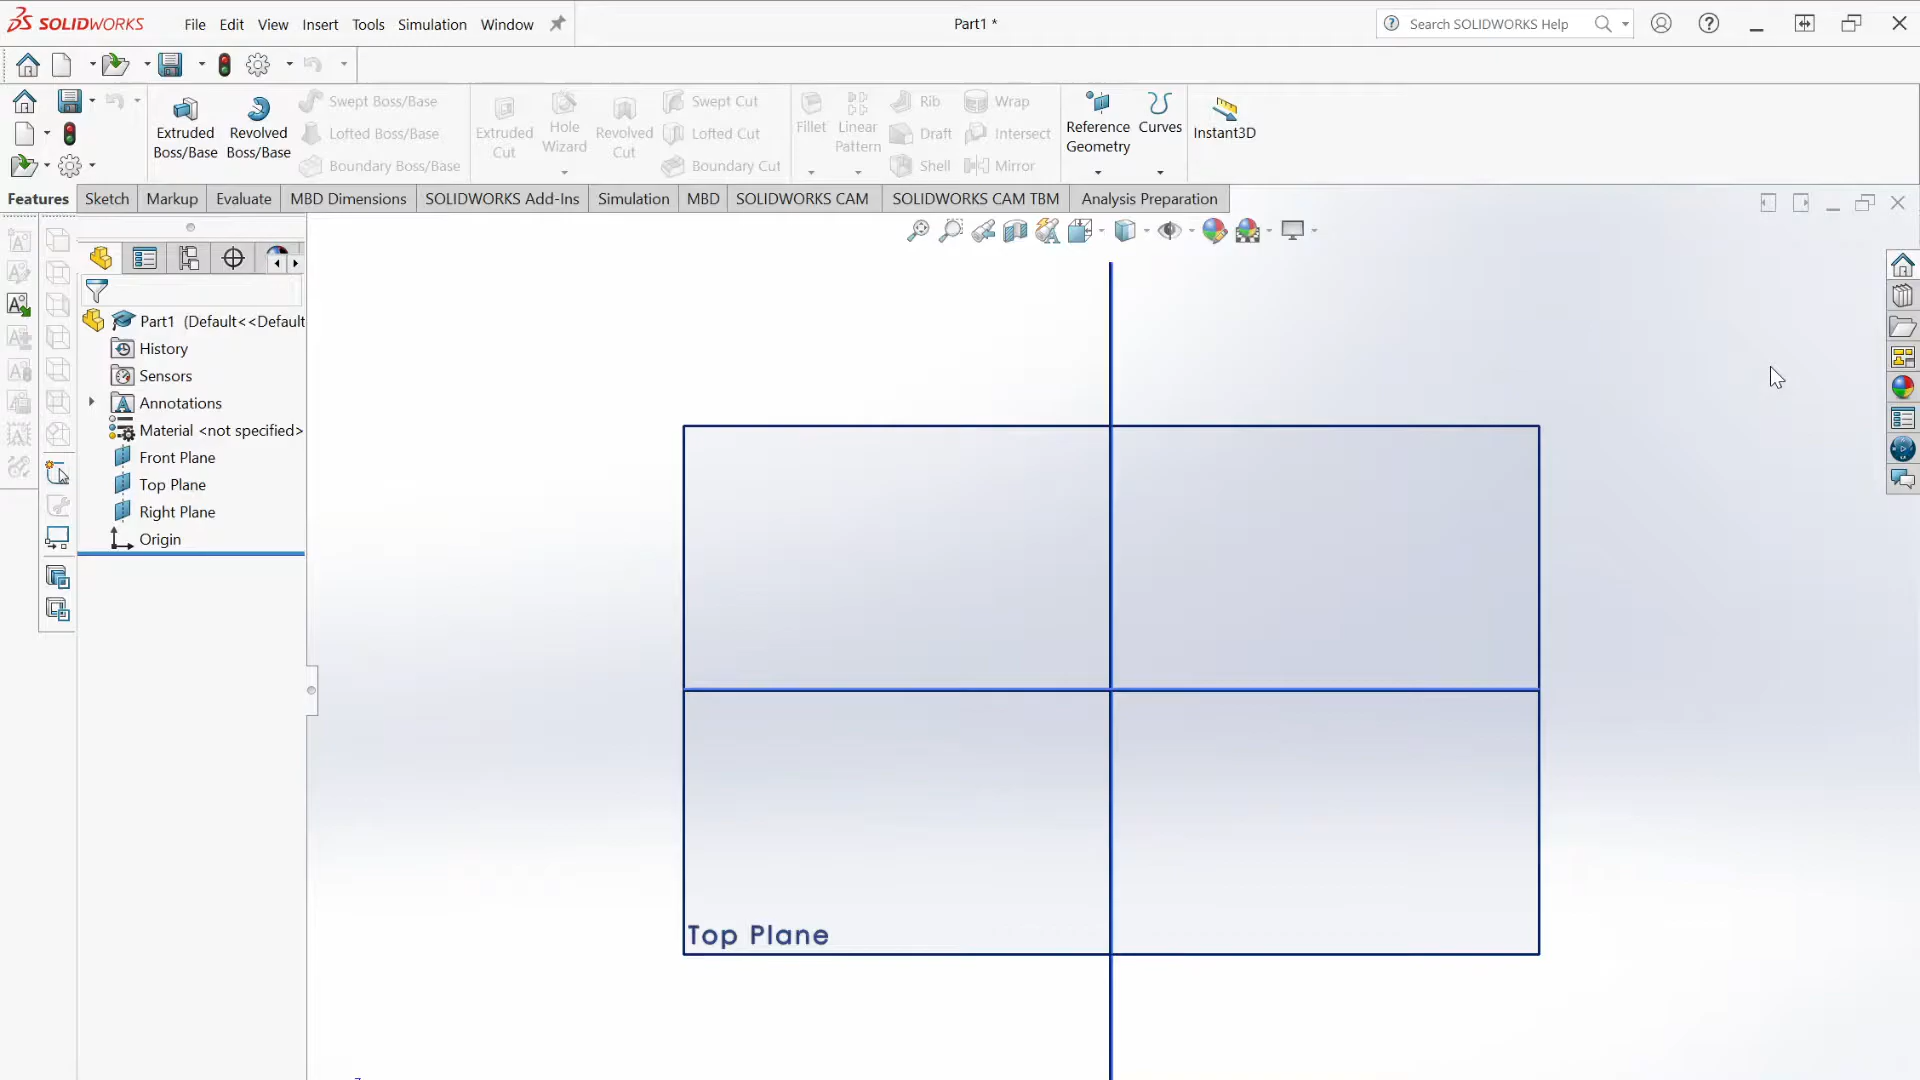 SOLIDWORKS File Edit View Insert Tools Simulation Window Part1 * Search SOLIDWORKS Help
Extruded Boss/Base
Revolved Boss/Base
Swept Boss/Base
Lofted Boss/Base
Boundary Boss/Base
Extruded Cut
Hole Wizard
Revolved Cut
Swept Cut
Lofted Cut
Boundary Cut
Fillet
Linear Pattern
Rib
Draft
Shell
Wrap
Intersect
Mirror
Reference Geometry
Curves
Instant3D
Features Sketch Markup Evaluate MBD Dimensions SOLIDWORKS Add-Ins Simulation MBD SOLIDWORKS CAM SOLIDWORKS CAM TBM Analysis Preparation
Part1 (Default<<Default
History
Sensors
Annotations
Material <not specified>
Front Plane
Top Plane
Right Plane
Origin
Top Plane